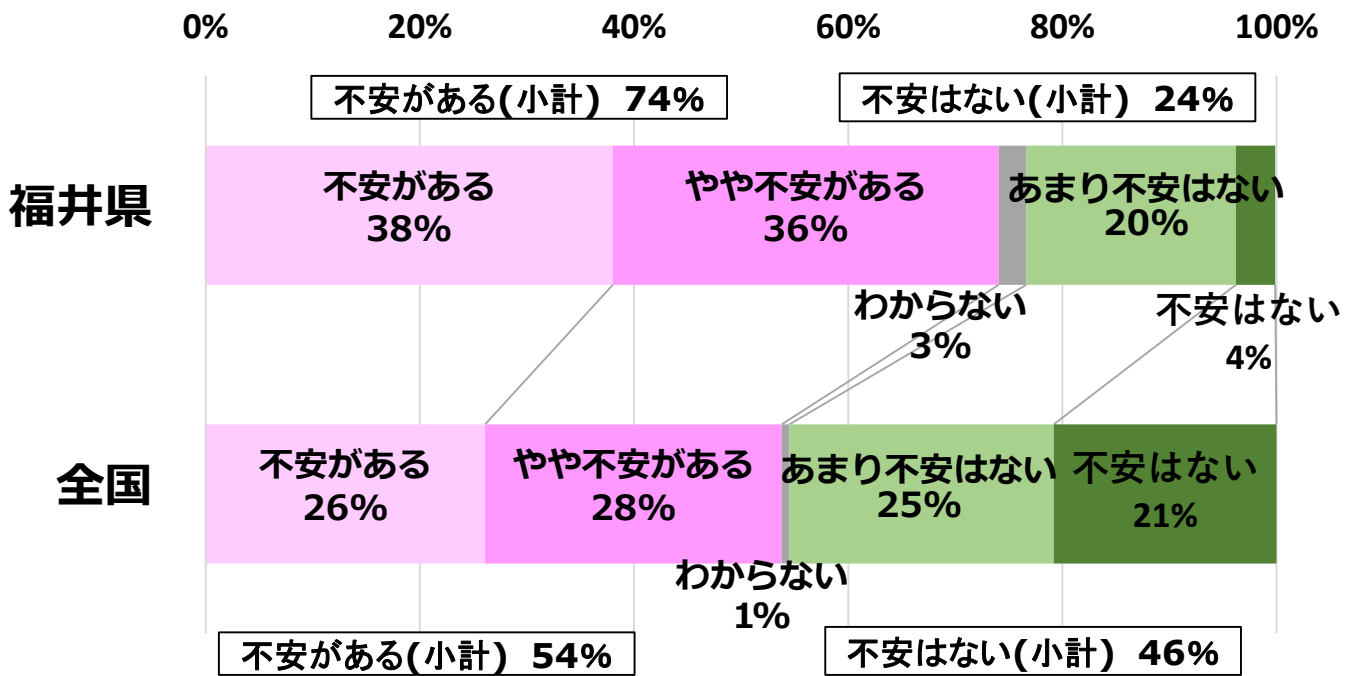 0% 20% 40% 60% 80% 100%
不安がある(小計) 74%
不安はない(小計) 24%
福井県
不安がある
38%
やや不安がある
36%
わからない
3%
あまり不安はない
20%
不安はない
4%
全国
不安がある
26%
やや不安がある
28%
わからない
1%
あまり不安はない
25%
不安はない
21%
不安がある(小計) 54%
不安はない(小計) 46%